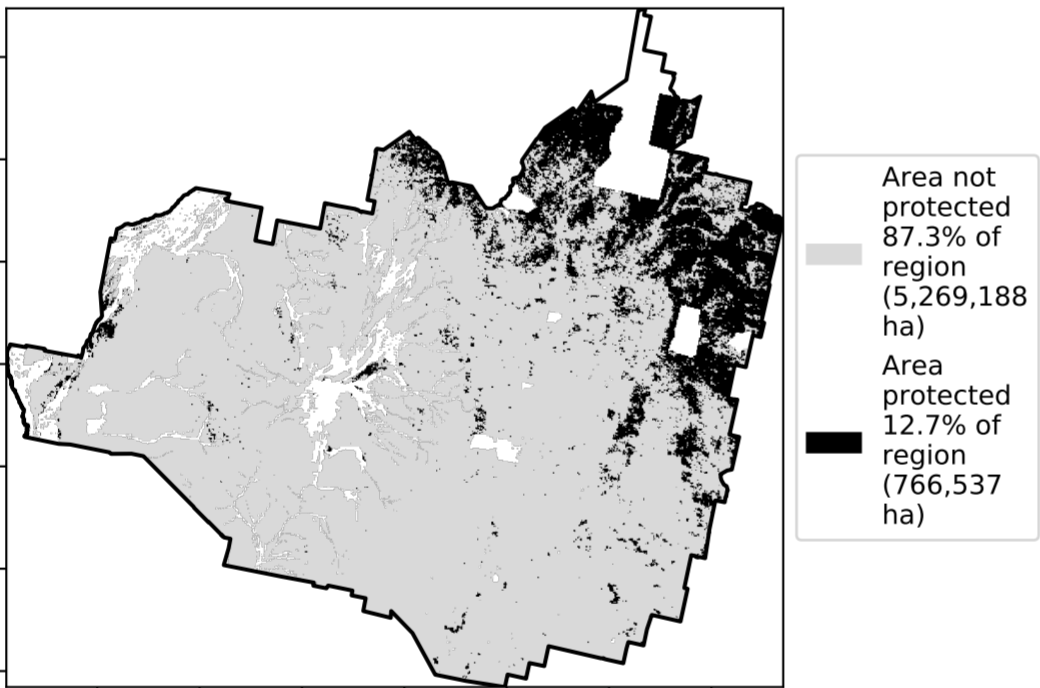 Area not
protected
87.3% of
region
(5,269,188
ha)
Area
protected
12.7% of
region
(766,537
ha)